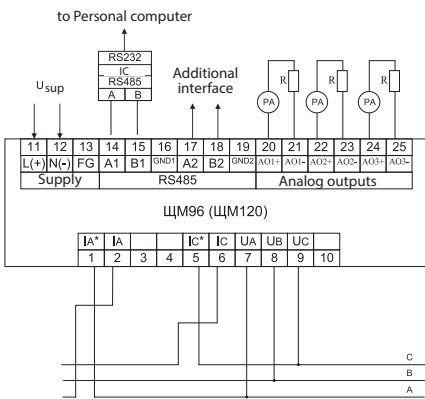 to Personal computer
RS232
IC
RS485
A B
U sup
Additional
interface
R R R
PA PA PA
11 12 13 14 15 16 17 18 19 20 21 22 23 24 25
L(+) N(-) FG A1 B1 GND1 A2 B2 GND2 AO1+ AO1- AO2+ AO2- AO3+ AO3-
Supply RS485 Analog outputs
ЩМ96 (ЩМ120)
IA* IA IC* IC UA UB UC
1 2 3 4 5 6 7 8 9 10
C
B
A